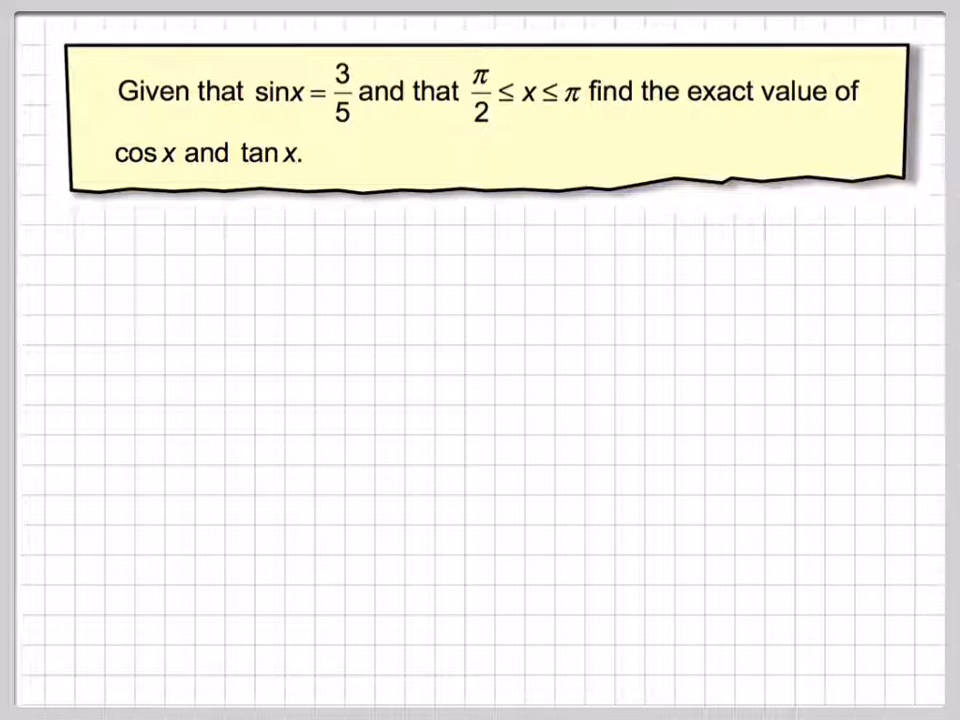 Given that sinx = 3/5 and that π/2 ≤ x ≤ π find the exact value of
cos x and tan x.